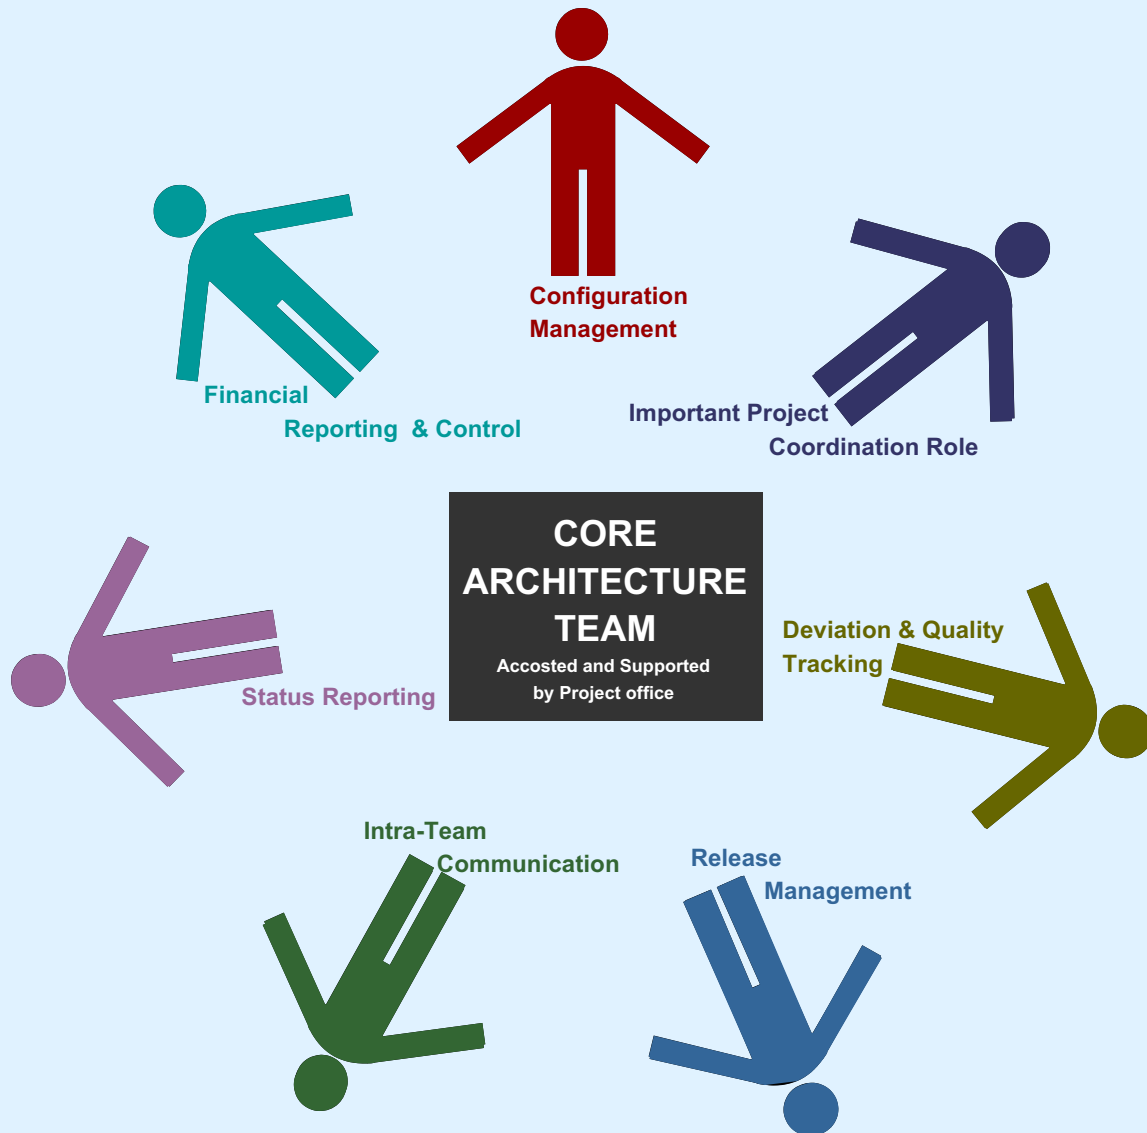 Configuration
Management
Financial
Reporting & Control
Important Project
Coordination Role
CORE
ARCHITECTURE
TEAM
Accosted and Supported
by Project office
Deviation & Quality
Tracking
Status Reporting
Intra-Team
Communication
Release
Management